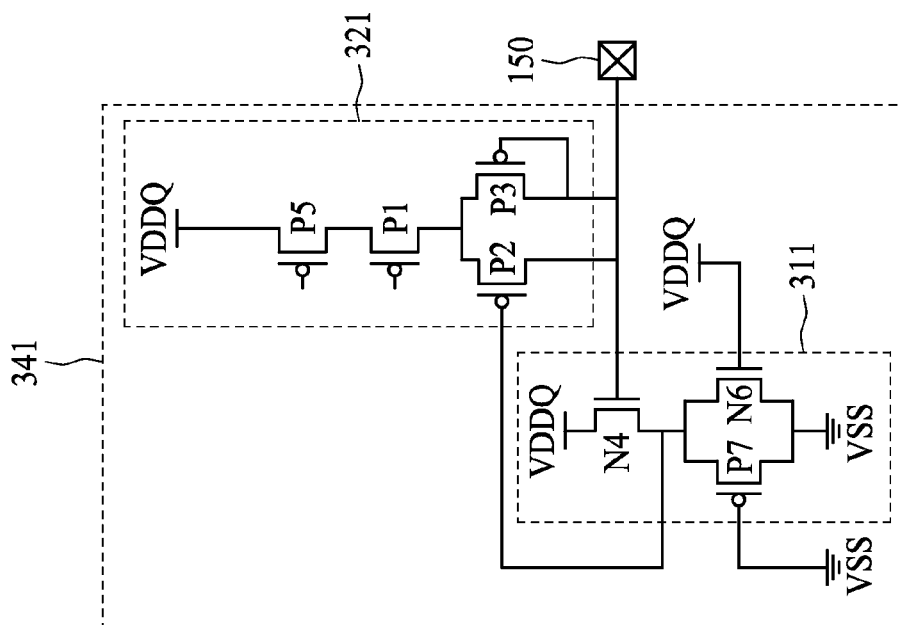 341
321
150
VDDQ
P5
P1
P2
P3
VDDQ
311
VDDQ
N4
P7
N6
VSS
VSS